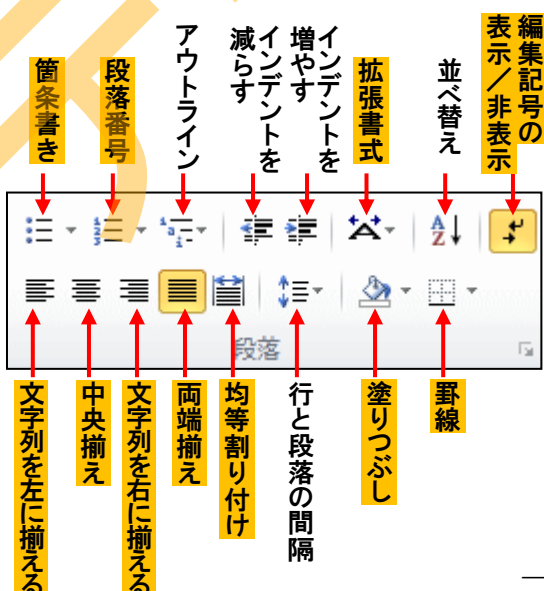 箇条書き
段落番号
アウトライン
インデントを
減らす
インデントを
増やす
拡張書式
並べ替え
編集記号の
表示／非表示
段落
文字列を左に揃える
中央揃え
文字列を右に揃える
両端揃え
均等割り付け
行と段落の間隔
塗りつぶし
罫線